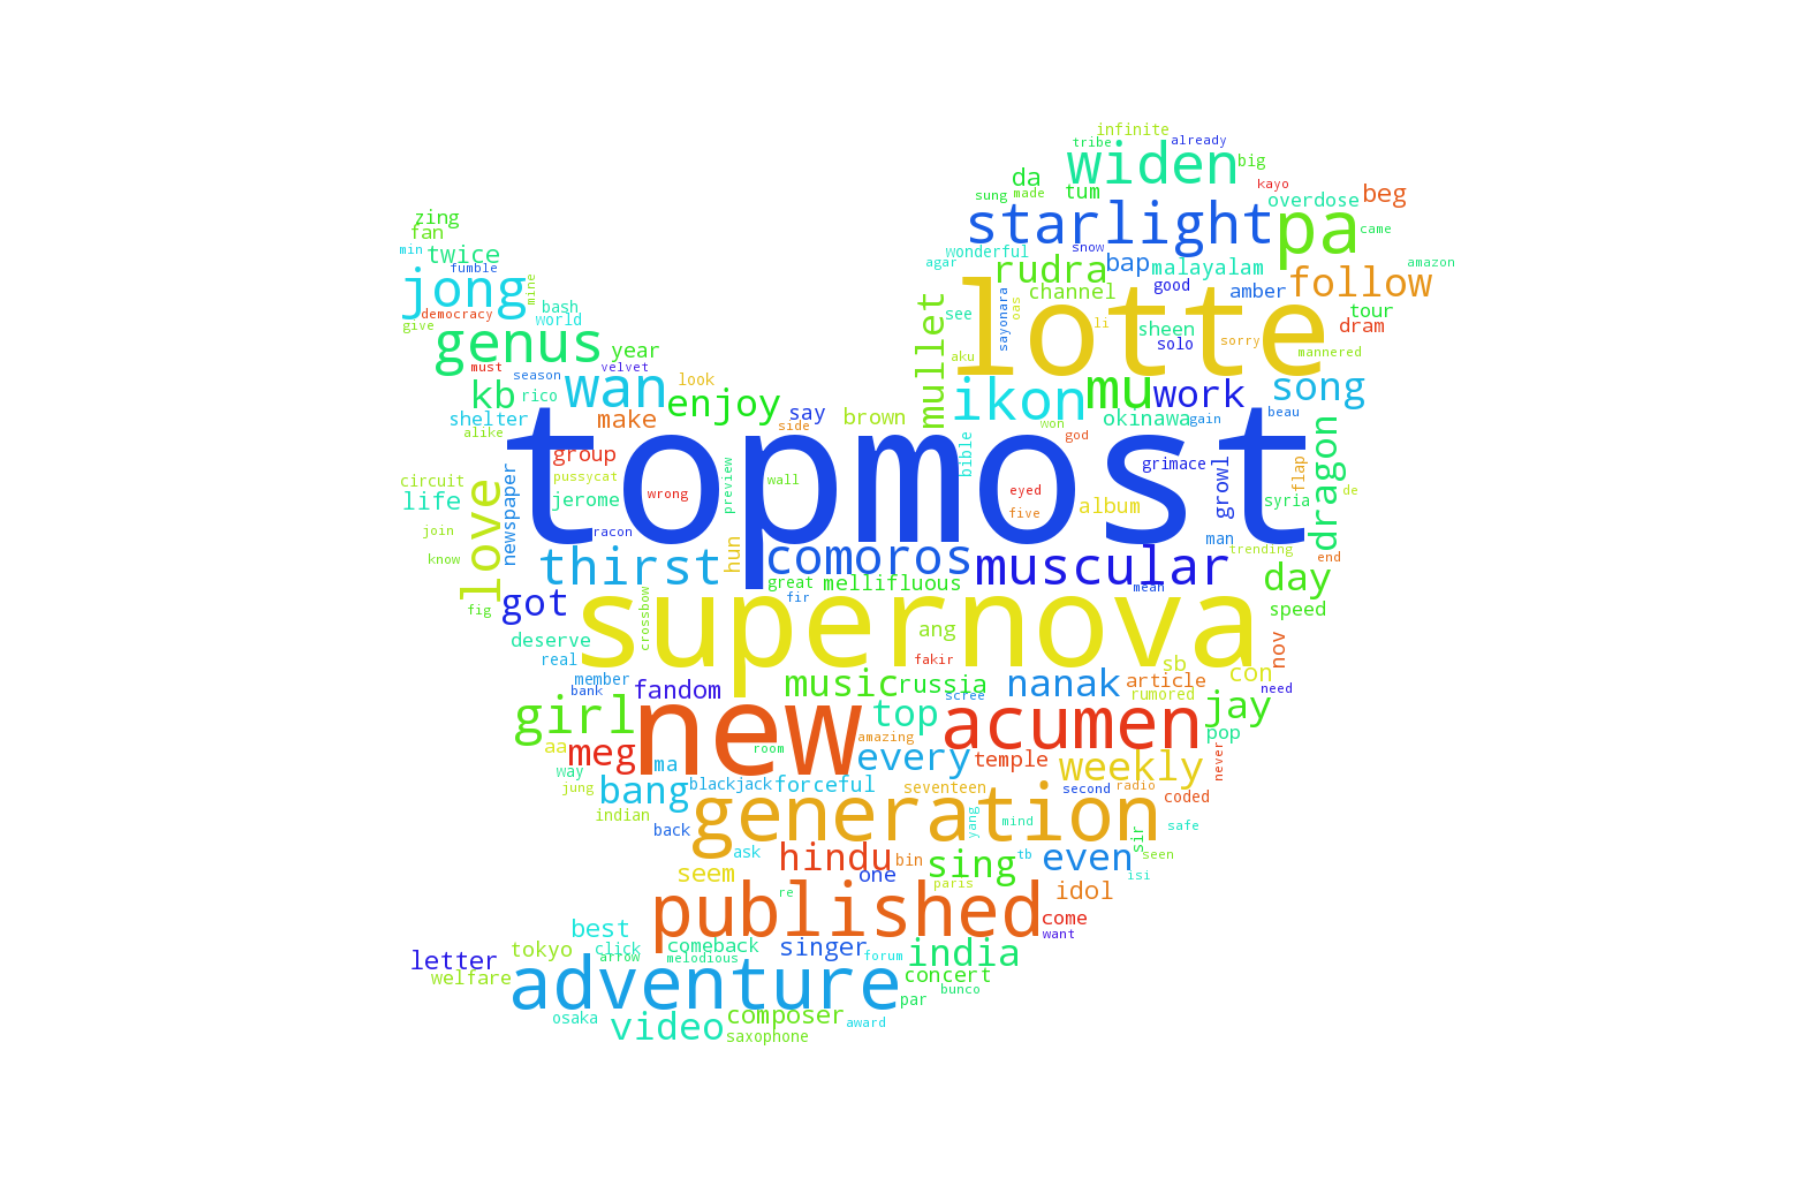 infinite
tribe already
widen big
da kayo
sung made tum overdose beg
zing starlight pa came
fan
min twice snow wonderful
fumble agar rudra bap malayalam amazon
jong mine channel good amber follow
bash mullet sayonara oas lotte
democracy see li tour
give world sheen dram
genus year aku solo sorry mannered
must velvet
season look
kb rico wan enjoy ikon mu work song
shelter make say brown okinawa gain beau
alike side won god
group bible grimace growl flap dragon
circuit pussycat preview wall topmost
life love newspaper jerome wrong eyed album syria de
five
join racon man
know thirst hun comoros muscular trending end
great mellifluous mean day
got crossbow fir
fig supernova speed
deserve ang nov
real fakir sb
member music russia nanak article con
bank fandom scree rumored need
girl new top acumen jay
aa meg amazing pop
room every temple never
way ma weekly
jung bang blackjack forceful seventeen second radio coded
indian generation yang mind
back sir safe
ask hindu bin sing tb even seen
seem one paris isi
re idol
published come
best want
tokyo click comeback singer india
letter arrow melodious forum
welfare adventure concert
bunco
par
osaka video composer award
saxophone